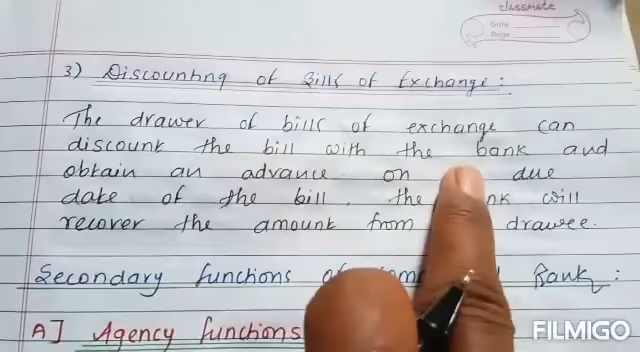 classmate
Date
Page
3) Discounting of Bills of Exchange:
The drawer of bills of exchange can
discount the bill with the bank and
obtain an advance on due
date of the bill. the nk will
recover the amount from drawee.
Secondary functions of Bank:
A] Agency functions
FILMIGO